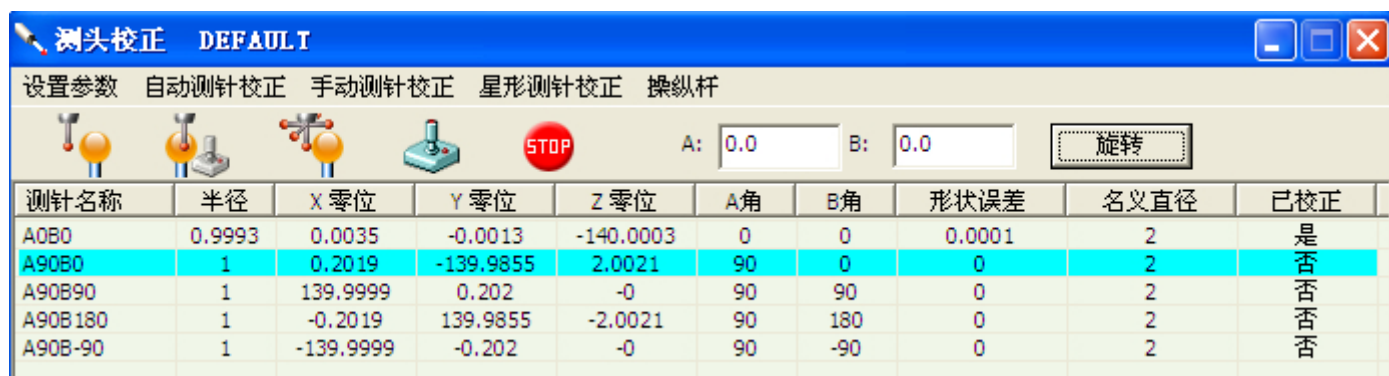 测头校正 DEFAULT
设置参数 自动测针校正 手动测针校正 星形测针校正 操纵杆
STOP A: 0.0 B: 0.0 旋转
测针名称 半径 X 零位 Y 零位 Z 零位 A角 B角 形状误差 名义直径 已校正
A0B0 0.9993 0.0035 -0.0013 -140.0003 0 0 0.0001 2 是
A90B0 1 0.2019 -139.9855 2.0021 90 0 0 2 否
A90B90 1 139.9999 0.202 -0 90 90 0 2 否
A90B180 1 -0.2019 139.9855 -2.0021 90 180 0 2 否
A90B-90 1 -139.9999 -0.202 -0 90 -90 0 2 否